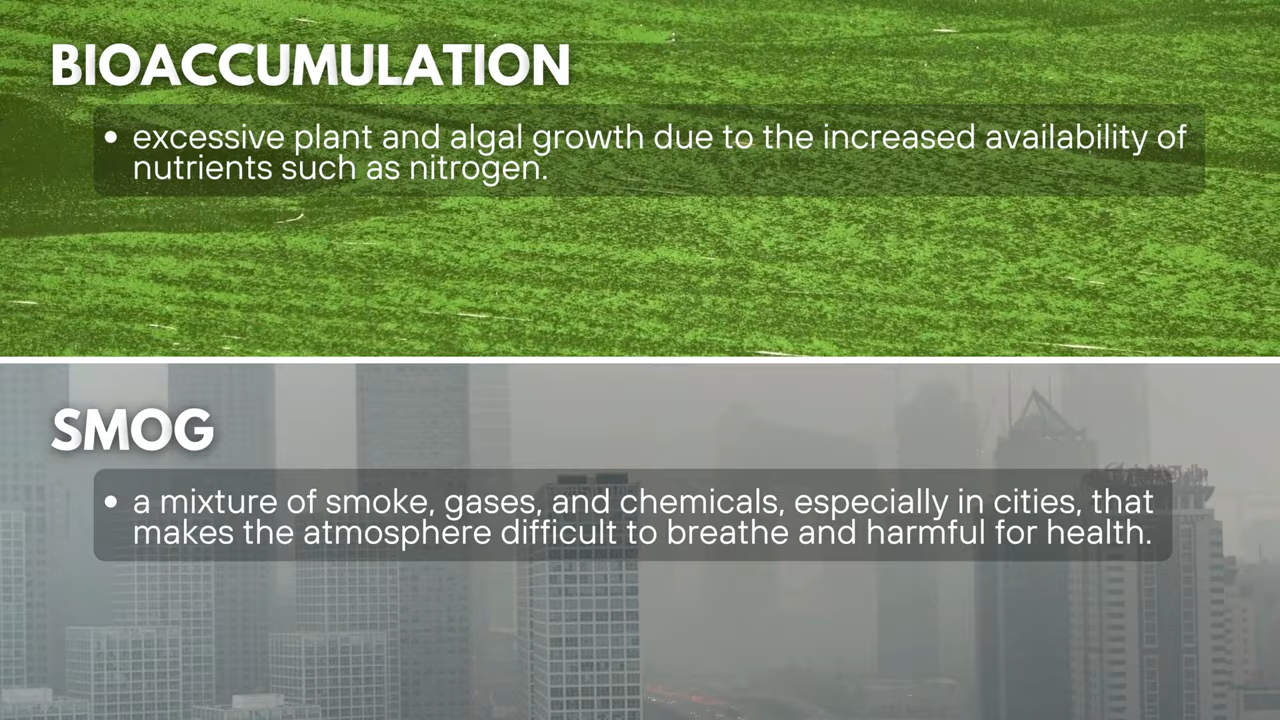 BIOACCUMULATION
• excessive plant and algal growth due to the increased availability of
nutrients such as nitrogen.
SMOG
• a mixture of smoke, gases, and chemicals, especially in cities, that
makes the atmosphere difficult to breathe and harmful for health.